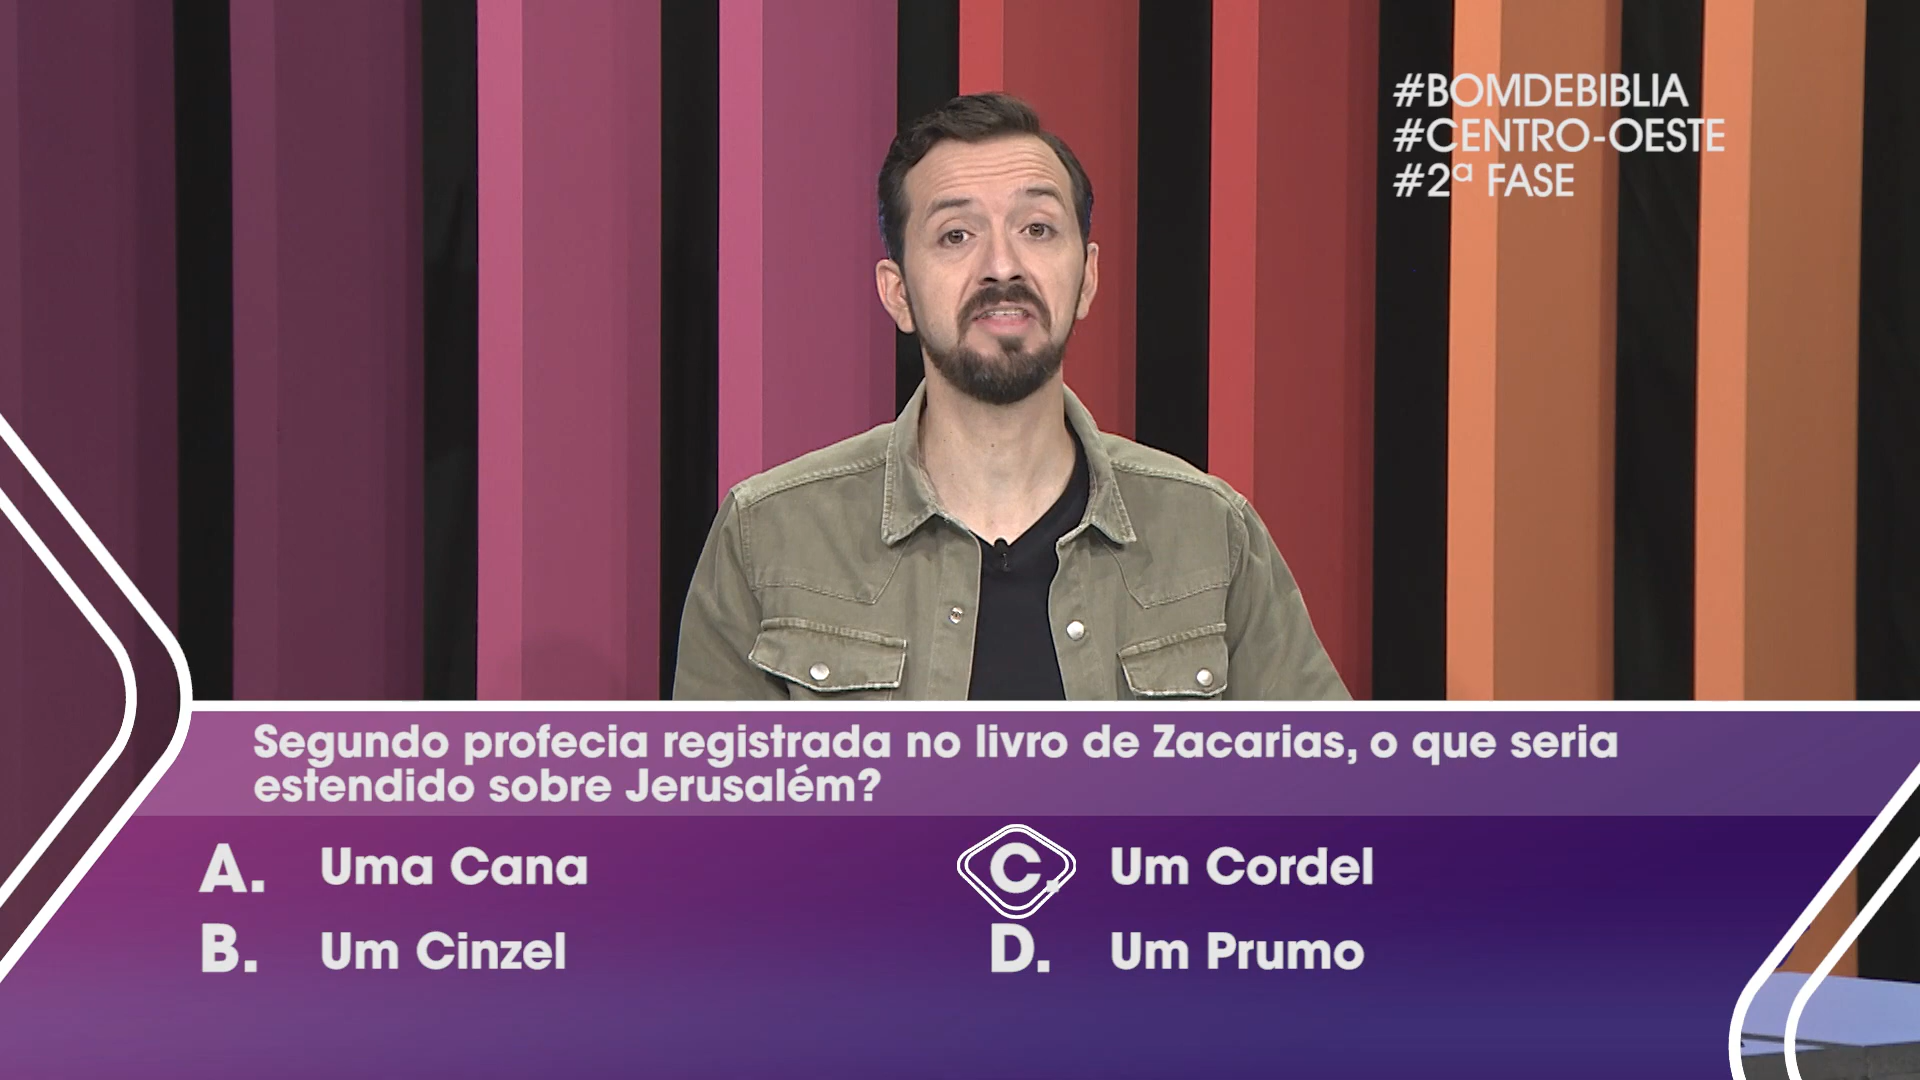 #BOMDEBIBLIA
#CENTRO-OESTE
#2ª FASE
Segundo profecia registrada no livro de Zacarias, o que seria
estendido sobre Jerusalém?
A. Uma Cana
B. Um Cinzel
C. Um Cordel
D. Um Prumo